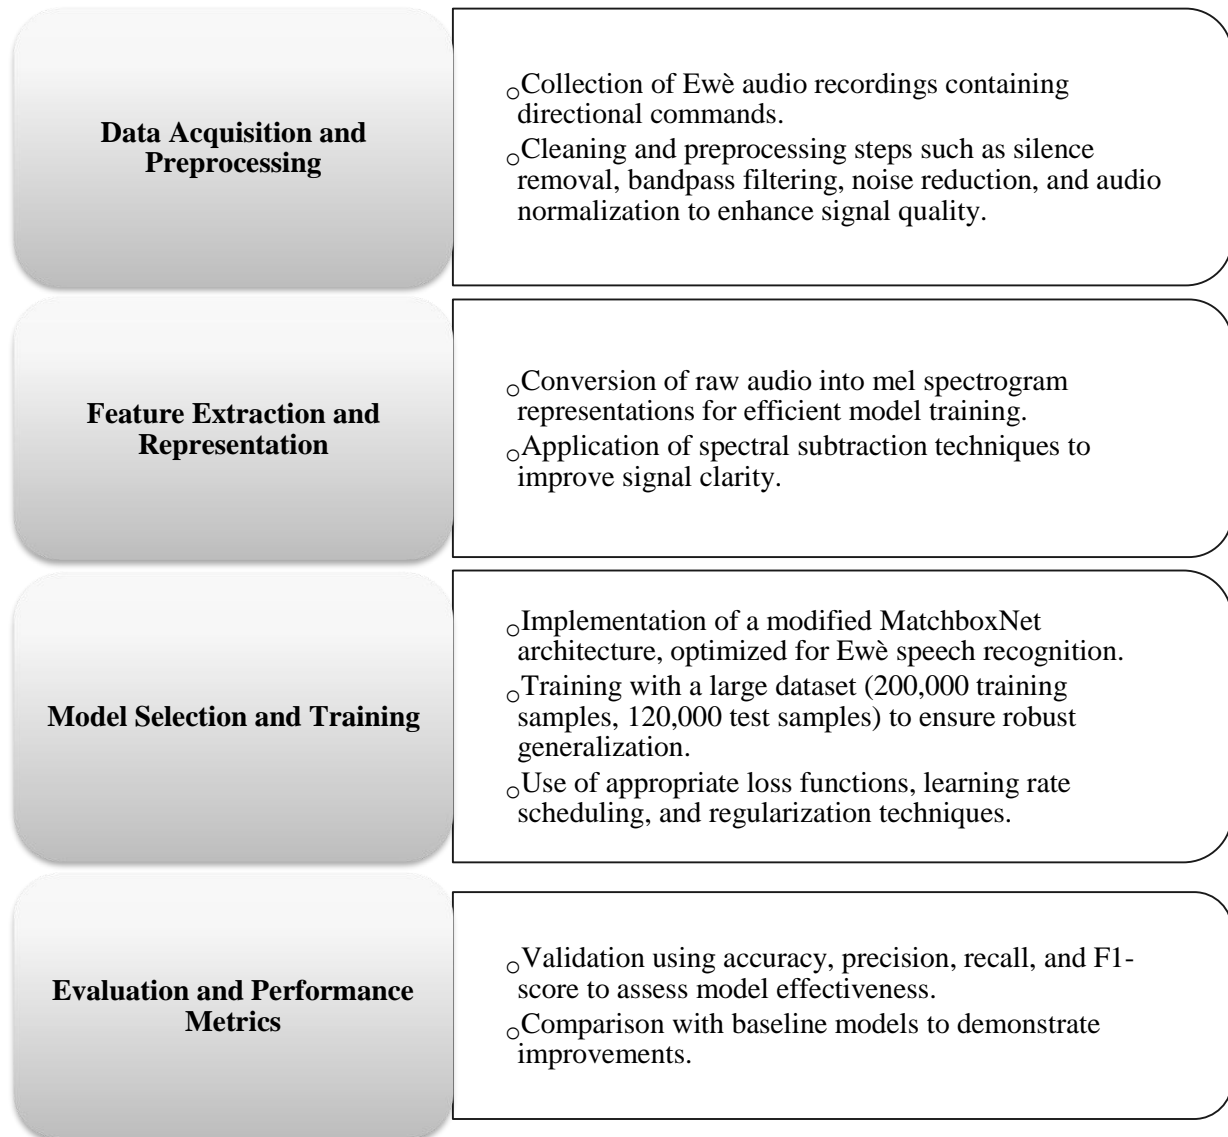 Data Acquisition and
Preprocessing
○Collection of Ewè audio recordings containing
directional commands.
○Cleaning and preprocessing steps such as silence
removal, bandpass filtering, noise reduction, and audio
normalization to enhance signal quality.
Feature Extraction and
Representation
○Conversion of raw audio into mel spectrogram
representations for efficient model training.
○Application of spectral subtraction techniques to
improve signal clarity.
Model Selection and Training
○Implementation of a modified MatchboxNet
architecture, optimized for Ewè speech recognition.
○Training with a large dataset (200,000 training
samples, 120,000 test samples) to ensure robust
generalization.
○Use of appropriate loss functions, learning rate
scheduling, and regularization techniques.
Evaluation and Performance
Metrics
○Validation using accuracy, precision, recall, and F1-
score to assess model effectiveness.
○Comparison with baseline models to demonstrate
improvements.